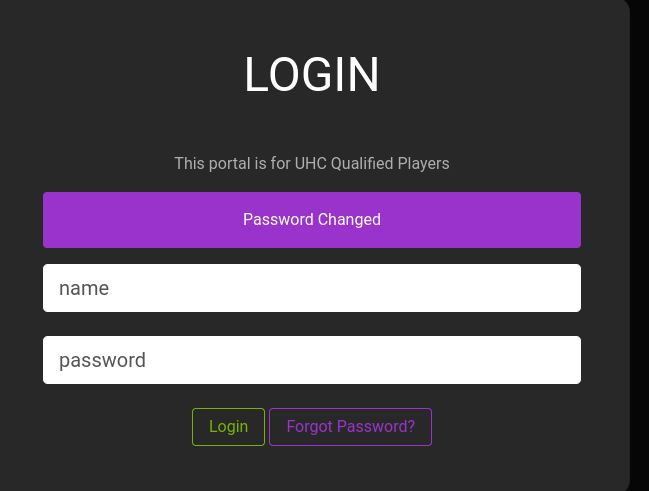 LOGIN
This portal is for UHC Qualified Players
Password Changed
name
password
Login Forgot Password?